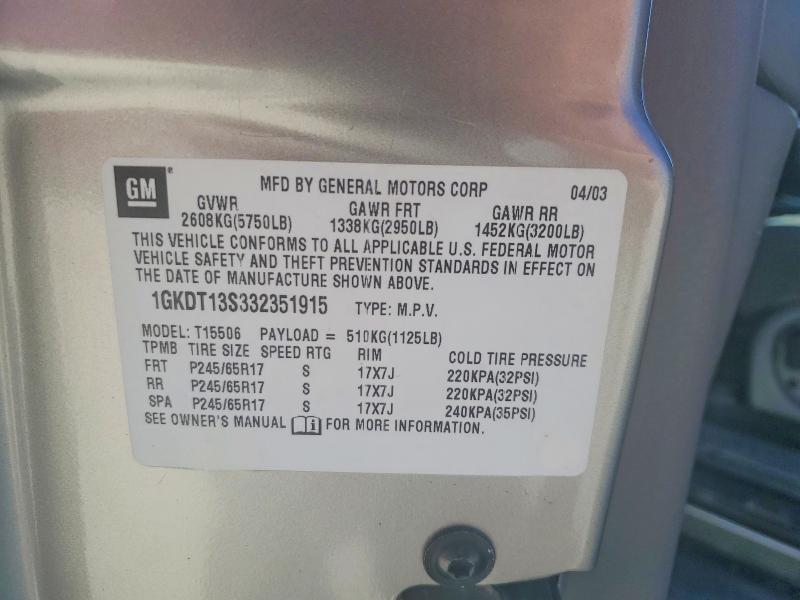 GM
MFD BY GENERAL MOTORS CORP 04/03
GVWR GAWR FRT GAWR RR
2608KG(5750LB) 1338KG(2950LB) 1452KG(3200LB)
THIS VEHICLE CONFORMS TO ALL APPLICABLE U.S. FEDERAL MOTOR
VEHICLE SAFETY AND THEFT PREVENTION STANDARDS IN EFFECT ON
THE DATE OF MANUFACTURE SHOWN ABOVE.
1GKDT13S332351915 TYPE: M.P.V.
MODEL: T15506 PAYLOAD = 510KG(1125LB)
TPMB TIRE SIZE SPEED RTG RIM COLD TIRE PRESSURE
FRT P245/65R17 S 17X7J 220KPA(32PSI)
RR P245/65R17 S 17X7J 220KPA(32PSI)
SPA P245/65R17 S 17X7J 240KPA(35PSI)
SEE OWNER'S MANUAL i FOR MORE INFORMATION.